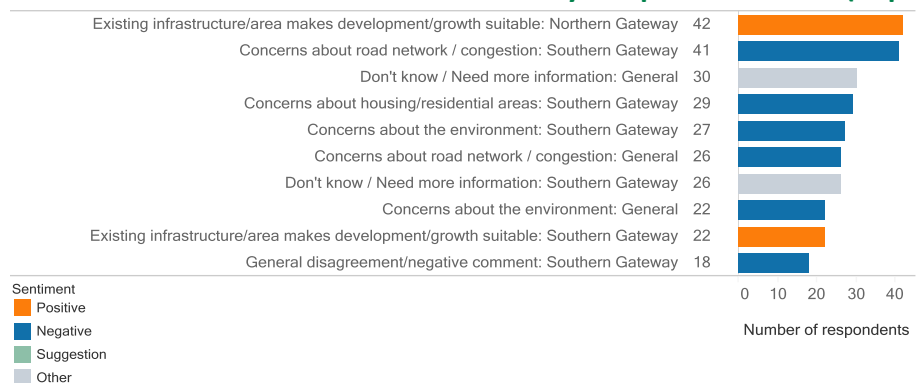 Existing infrastructure/area makes development/growth suitable: Northern Gateway 42
Concerns about road network / congestion: Southern Gateway 41
Don't know / Need more information: General 30
Concerns about housing/residential areas: Southern Gateway 29
Concerns about the environment: Southern Gateway 27
Concerns about road network / congestion: General 26
Don't know / Need more information: Southern Gateway 26
Concerns about the environment: General 22
Existing infrastructure/area makes development/growth suitable: Southern Gateway 22
General disagreement/negative comment: Southern Gateway 18
0 10 20 30 40
Number of respondents
Sentiment
Positive
Negative
Suggestion
Other